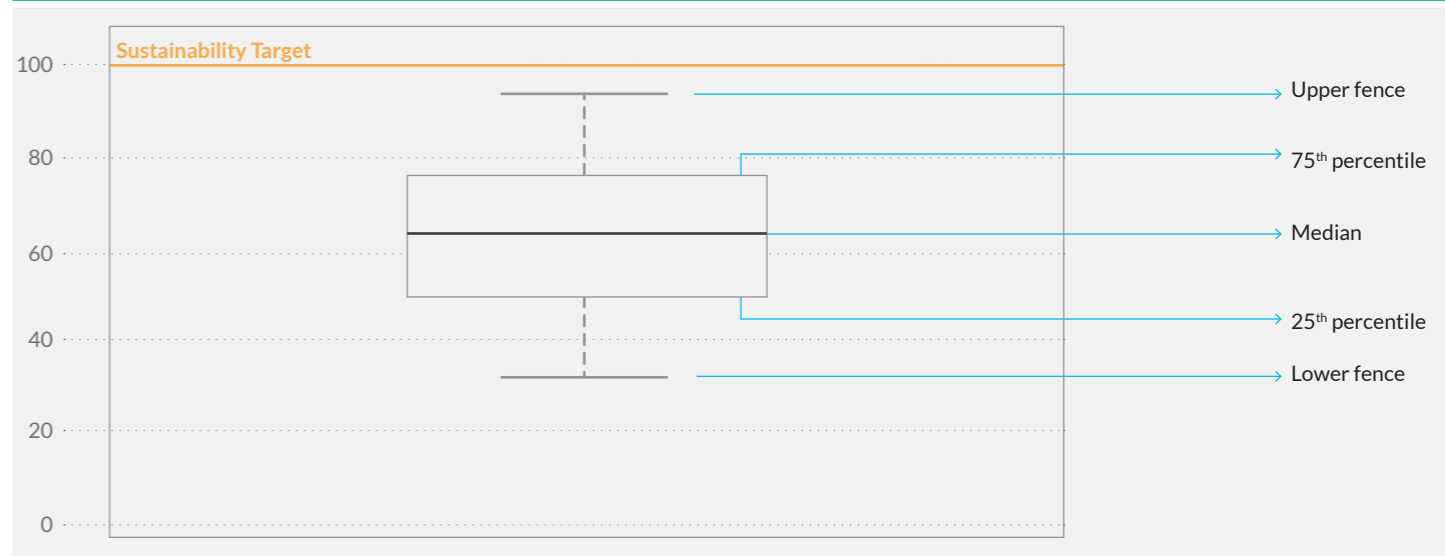 Sustainability Target
100
80
60
40
20
0
Upper fence
75th percentile
Median
25th percentile
Lower fence